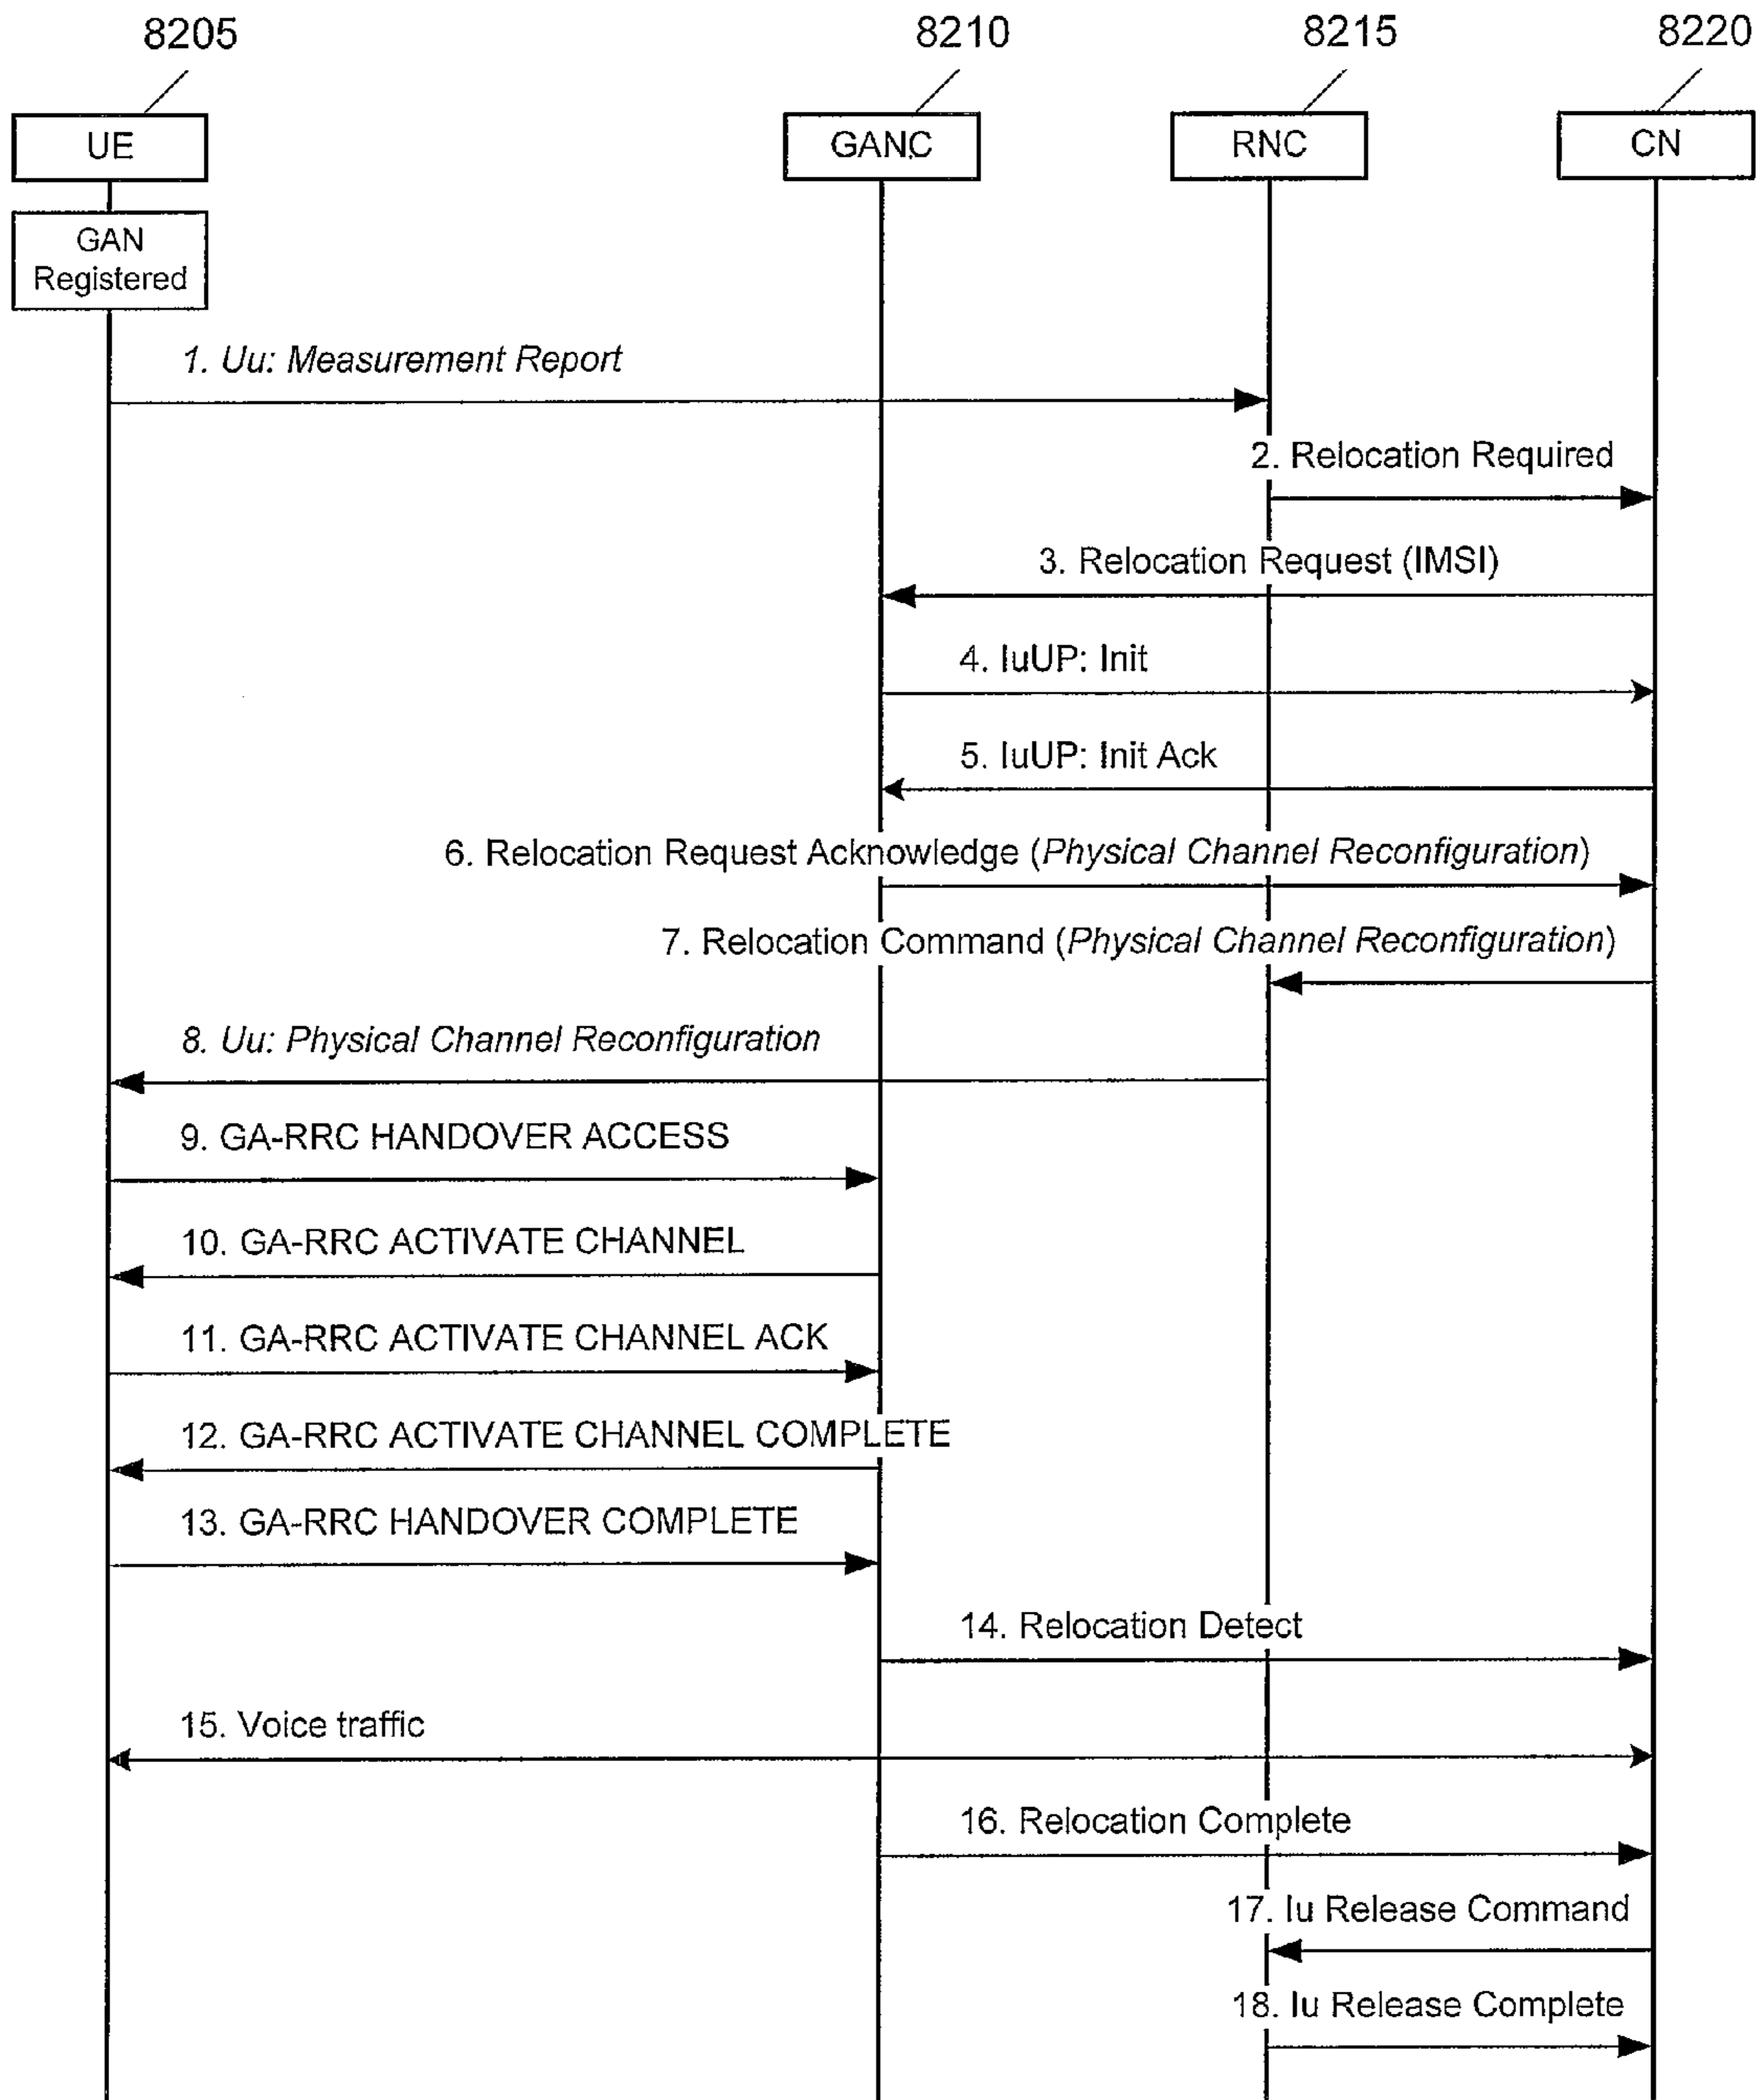 8205
8210
8215
8220
UE
GANC
RNC
CN
GAN
Registered
1. Uu: Measurement Report
2. Relocation Required
3. Relocation Request (IMSI)
4. IuUP: Init
5. IuUP: Init Ack
6. Relocation Request Acknowledge (Physical Channel Reconfiguration)
7. Relocation Command (Physical Channel Reconfiguration)
8. Uu: Physical Channel Reconfiguration
9. GA-RRC HANDOVER ACCESS
10. GA-RRC ACTIVATE CHANNEL
11. GA-RRC ACTIVATE CHANNEL ACK
12. GA-RRC ACTIVATE CHANNEL COMPLETE
13. GA-RRC HANDOVER COMPLETE
14. Relocation Detect
15. Voice traffic
16. Relocation Complete
17. Iu Release Command
18. Iu Release Complete